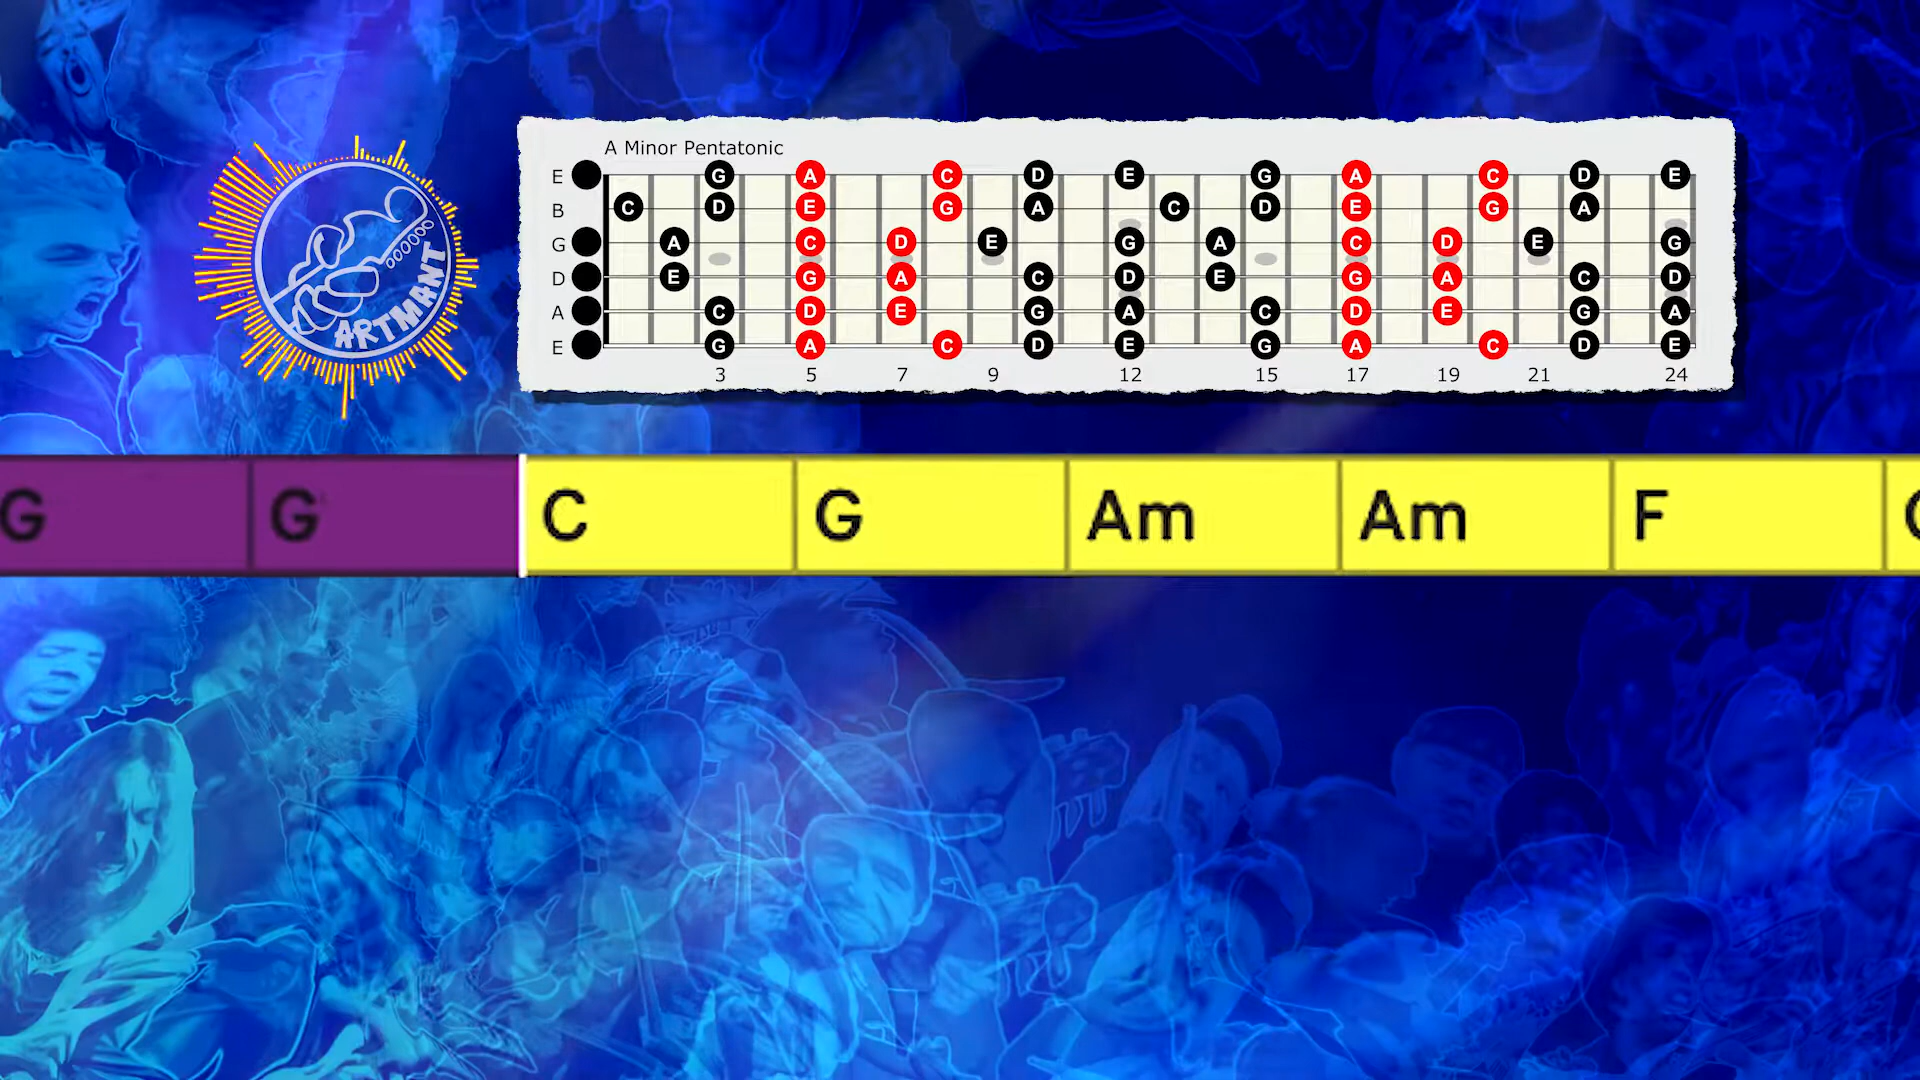 A Minor Pentatonic
E G A C D E G A C D E
B C D E G A C D E G A
G A C D E G A C D E G
D E G A C D E G A C D
A C D E G A C D E G A
E G A C D E G A C D E
3 5 7 9 12 15 17 19 21 24
ARTMANT
G G C G Am Am F